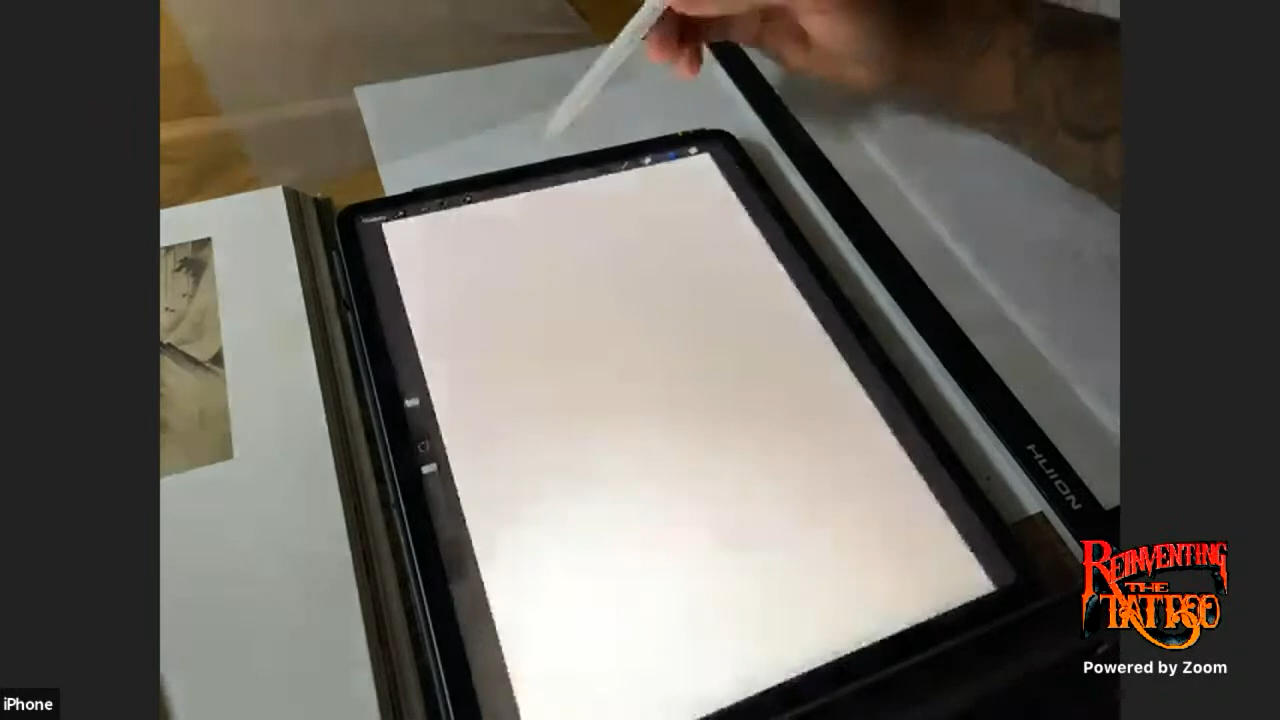 HUION
REINVENTING
THE
TATTOO
Powered by Zoom
iPhone